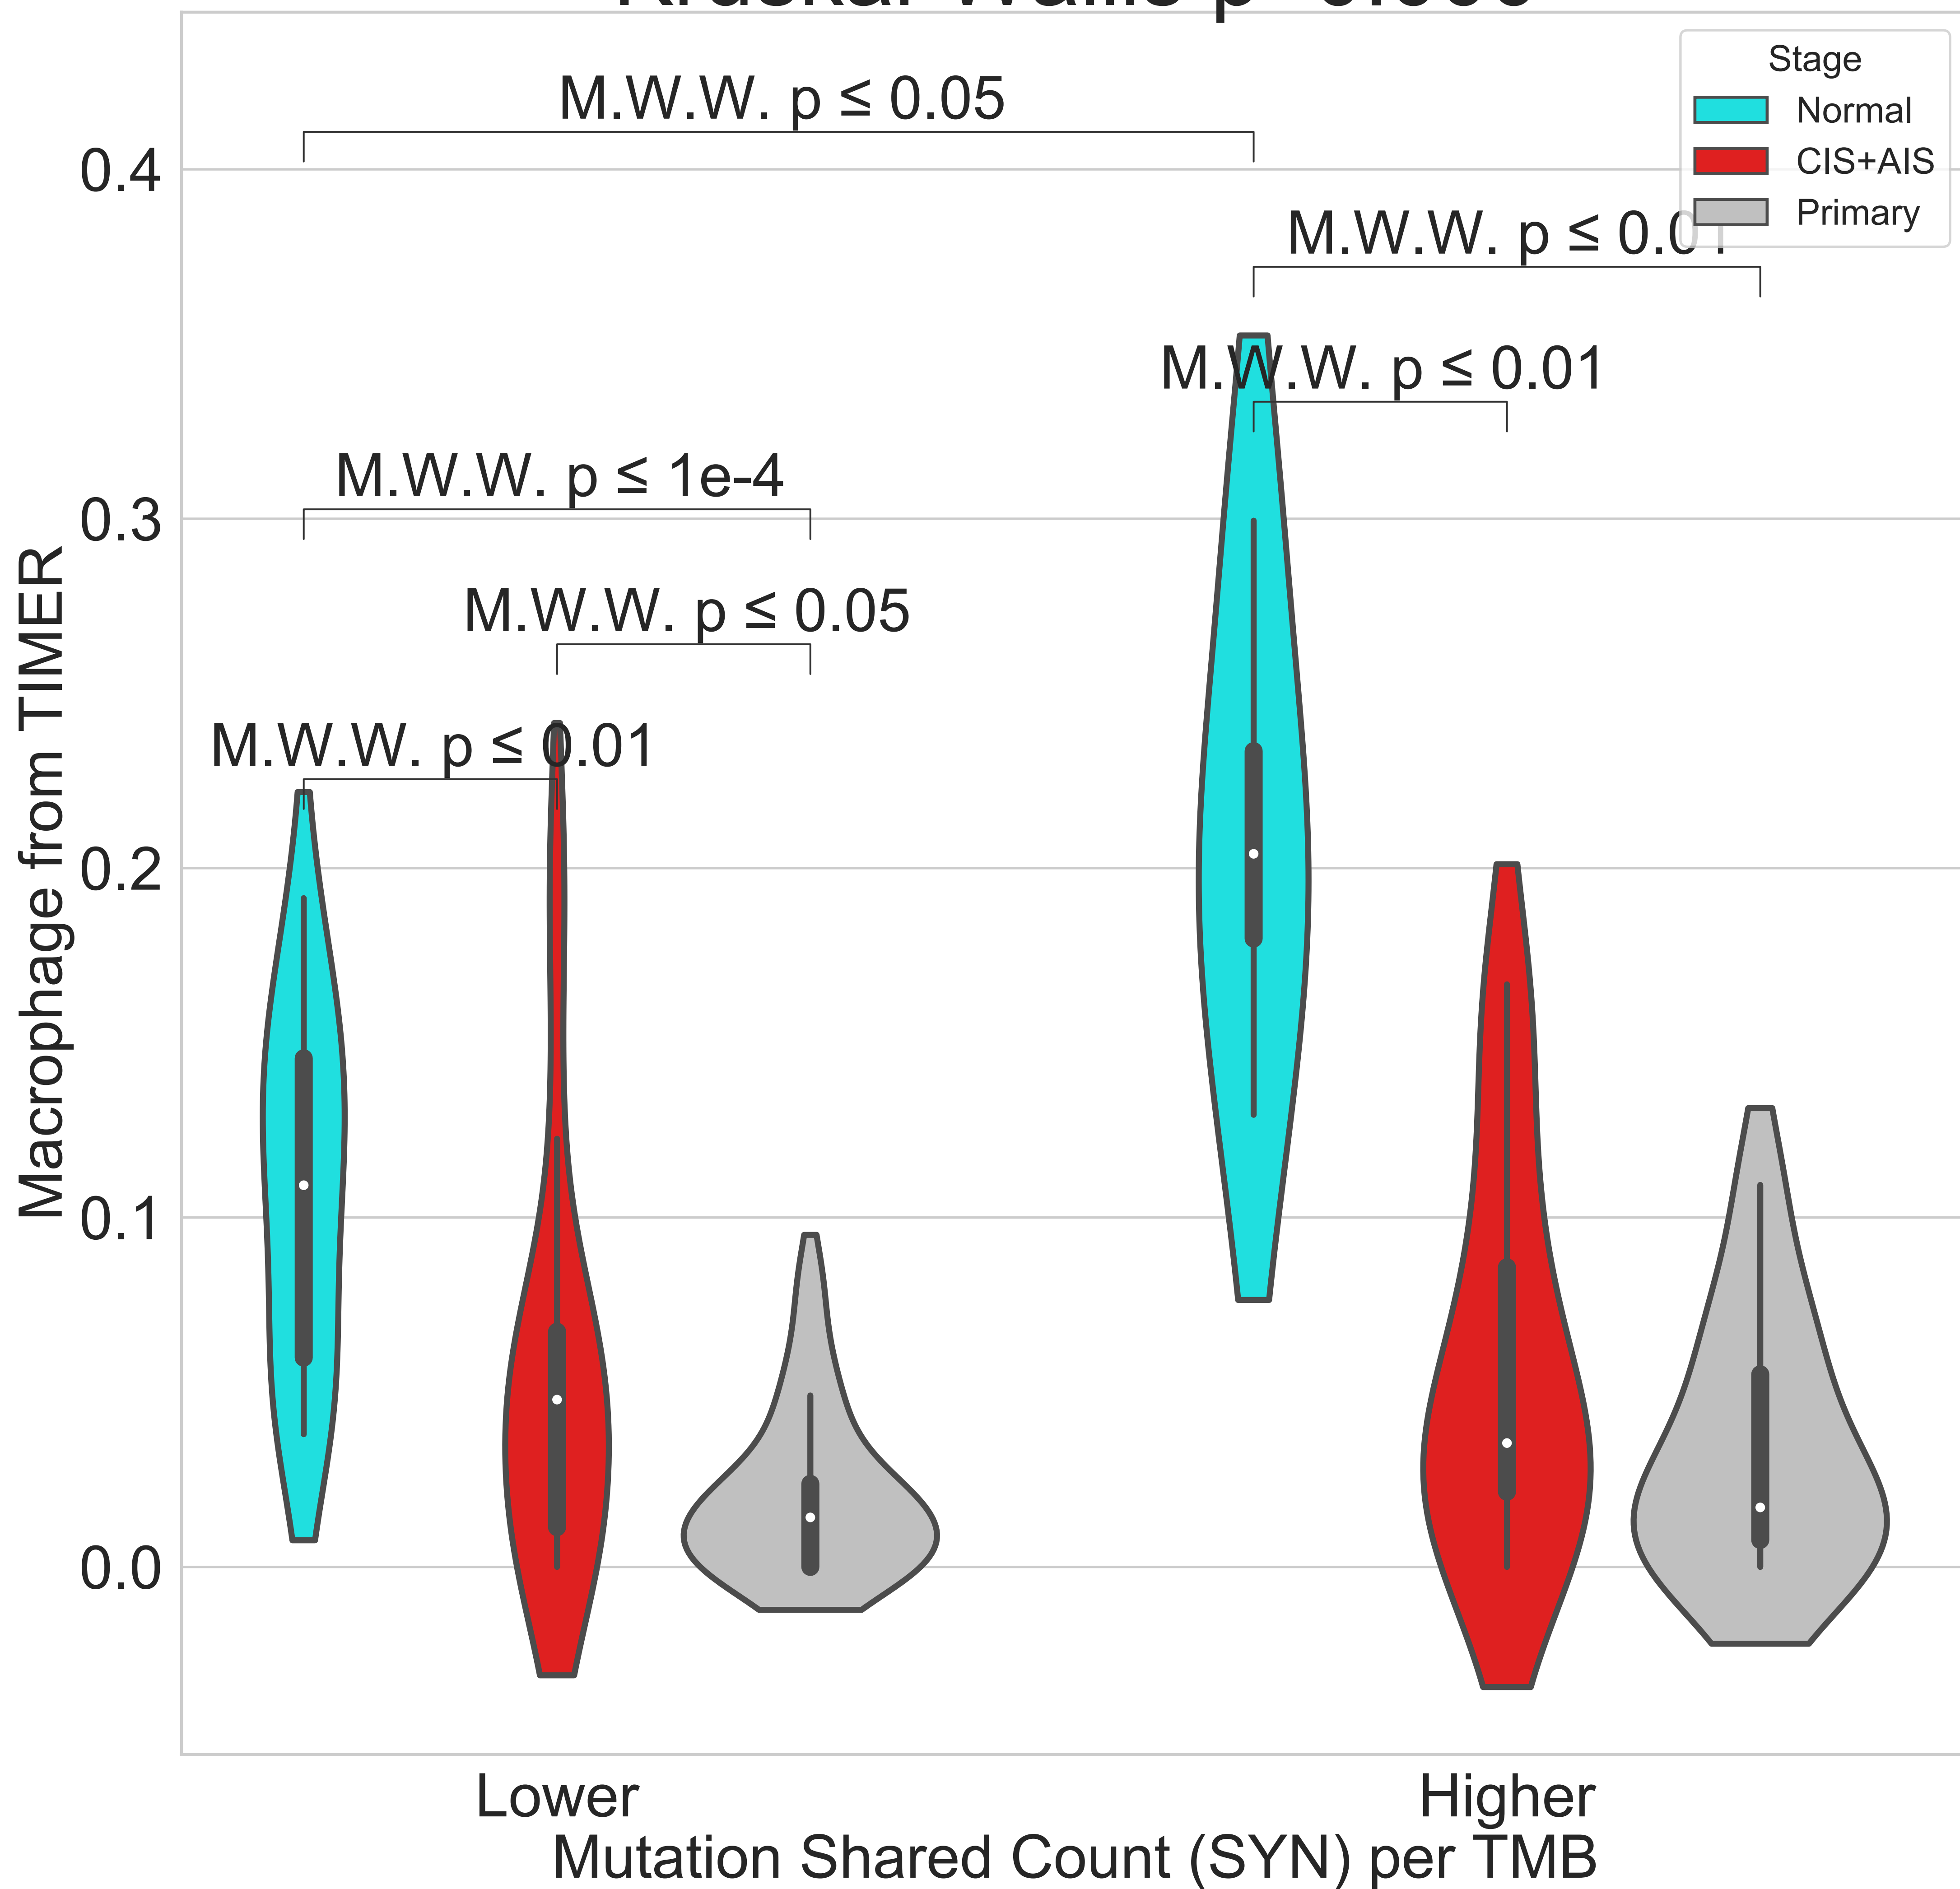 M.W.W. p ≤ 0.05
Stage
Normal
CIS+AIS
Primary
M.W.W. p ≤ 0.01
M.W.W. p ≤ 0.01
M.W.W. p ≤ 1e-4
M.W.W. p ≤ 0.05
M.W.W. p ≤ 0.01
0.4
0.3
0.2
0.1
0.0
Macrophage from TIMER
Lower
Higher
Mutation Shared Count (SYN) per TMB